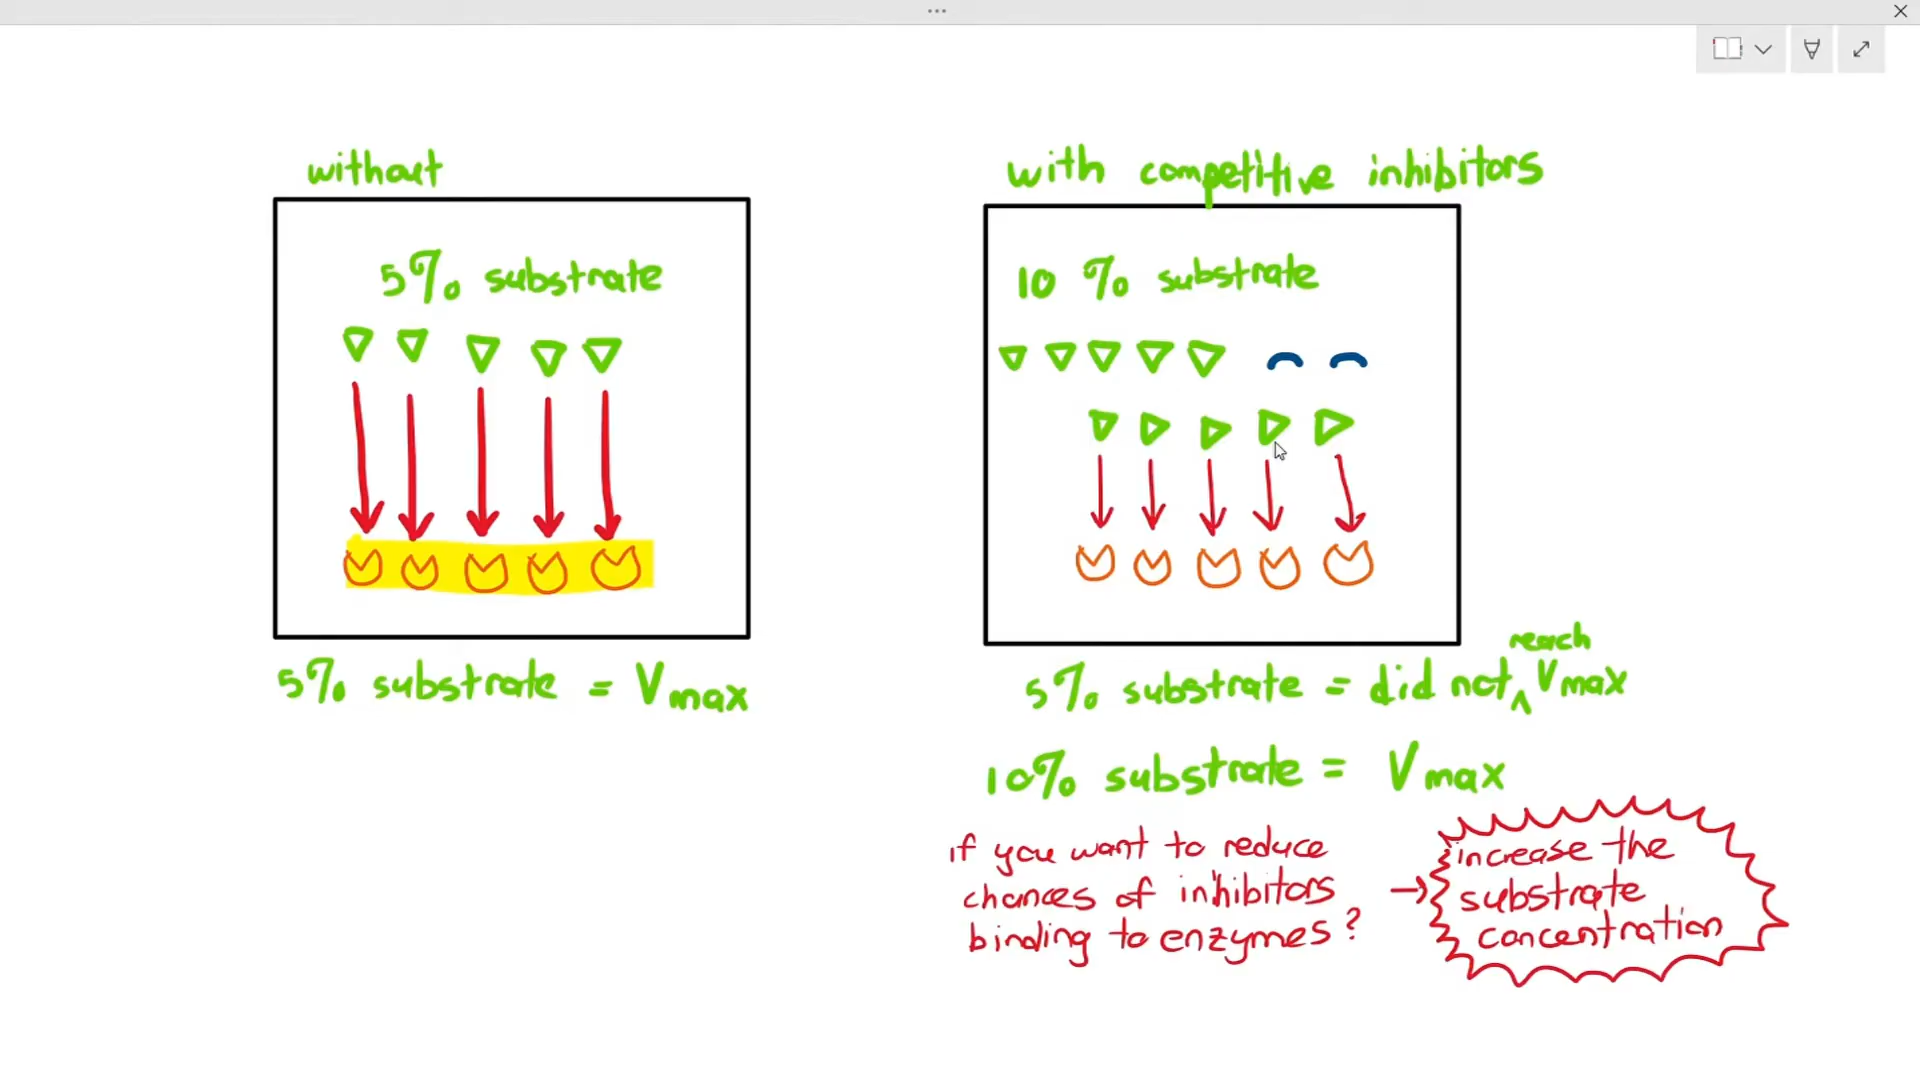 without
5% substrate
5% substrate = Vmax
with competitive inhibitors
10 % substrate
reach
5% substrate = did not ^ Vmax
10% substrate = Vmax
if you want to reduce
chances of inhibitors
binding to enzymes?
→ increase the
substrate
concentration